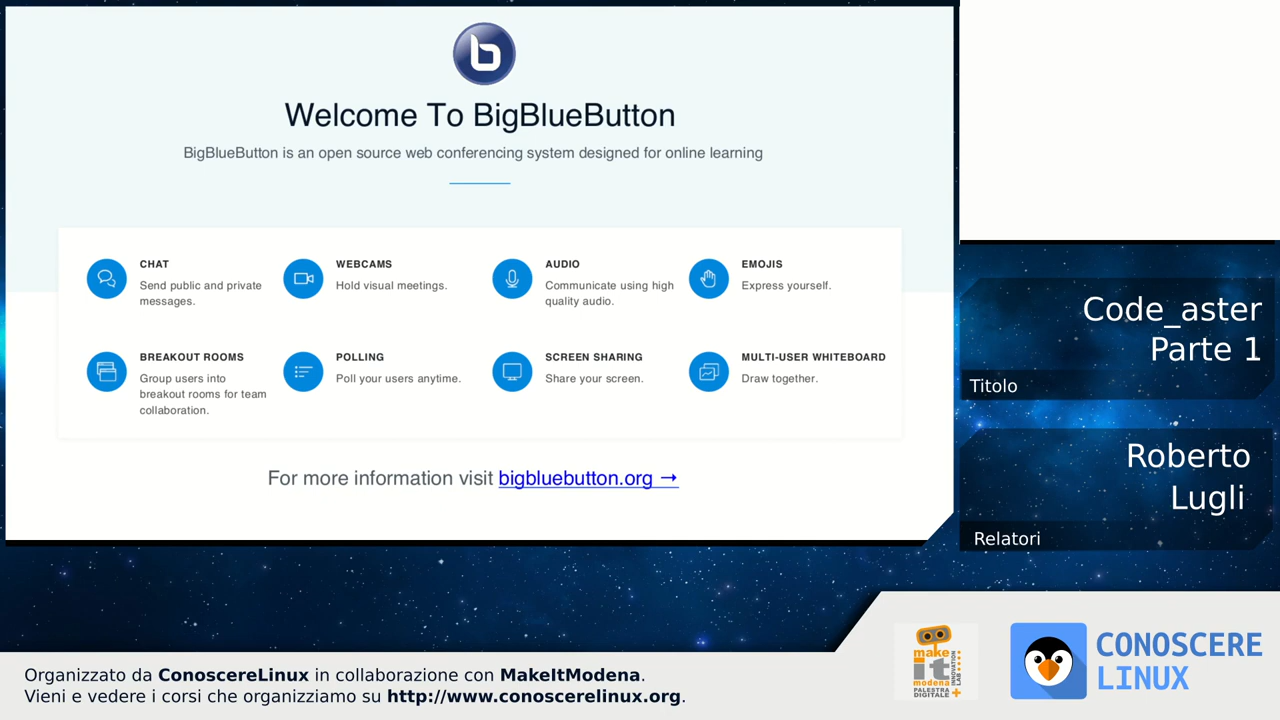 Welcome To BigBlueButton
BigBlueButton is an open source web conferencing system designed for online learning
CHAT
Send public and private
messages.
WEBCAMS
Hold visual meetings.
AUDIO
Communicate using high
quality audio.
EMOJIS
Express yourself.
BREAKOUT ROOMS
Group users into
breakout rooms for team
collaboration.
POLLING
Poll your users anytime.
SCREEN SHARING
Share your screen.
MULTI-USER WHITEBOARD
Draw together.
For more information visit bigbluebutton.org →
Code_aster
Parte 1
Titolo
Roberto
Lugli
Relatori
make
it
modena
PALESTRA
DIGITALE
INNOVATION
LAB
CONOSCERE
LINUX
Organizzato da ConoscereLinux in collaborazione con MakeItModena.
Vieni e vedere i corsi che organizziamo su http://www.conoscerelinux.org.